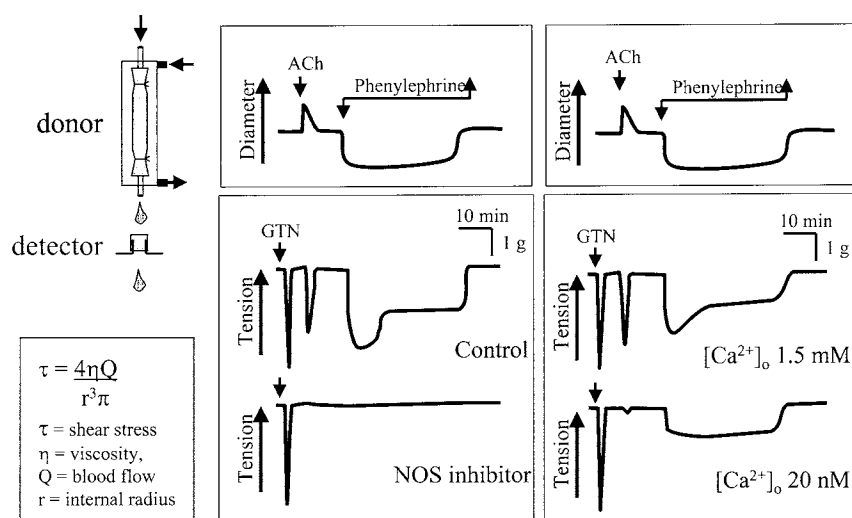 donor
detector
τ = 4ηQ
r³π
τ = shear stress
η = viscosity,
Q = blood flow
r = internal radius
ACh
Phenylephrine
Diameter
GTN
10 min
1 g
Tension
Control
Tension
NOS inhibitor
ACh
Phenylephrine
Diameter
GTN
10 min
1 g
Tension
[Ca²⁺]ₒ 1.5 mM
Tension
[Ca²⁺]ₒ 20 nM